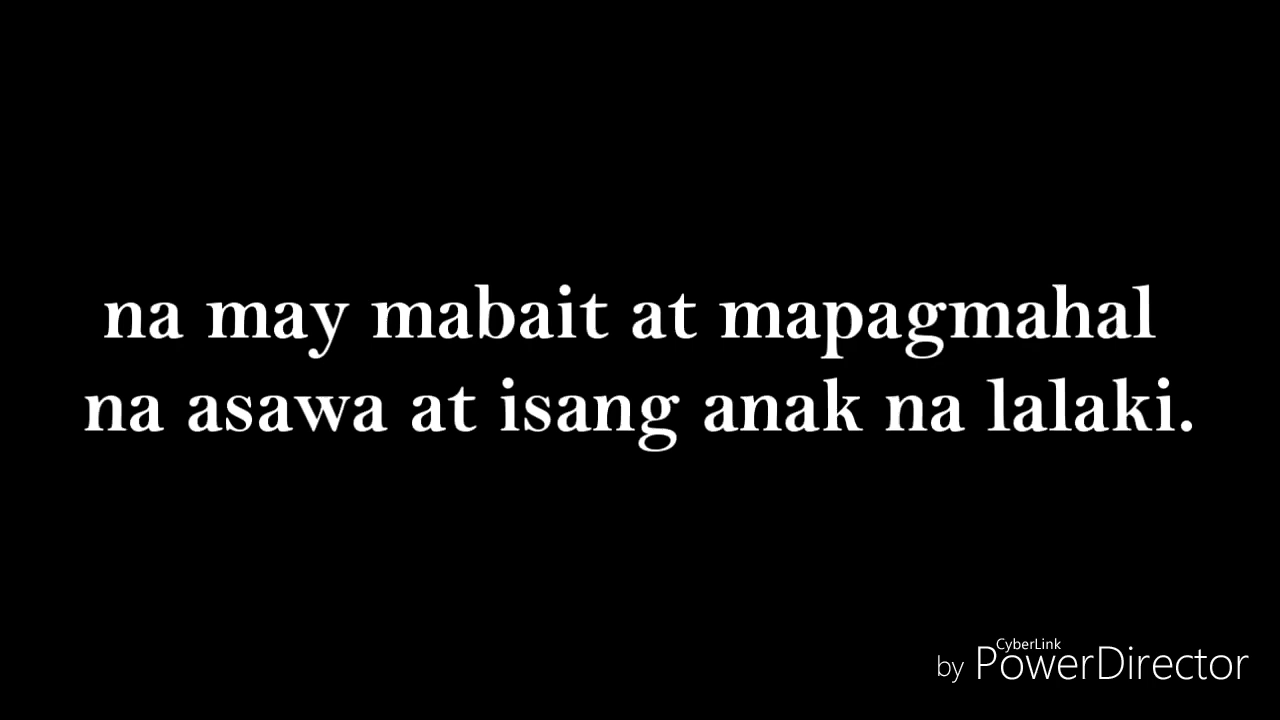 na may mabait at mapagmahal
na asawa at isang anak na lalaki.
CyberLink
by PowerDirector